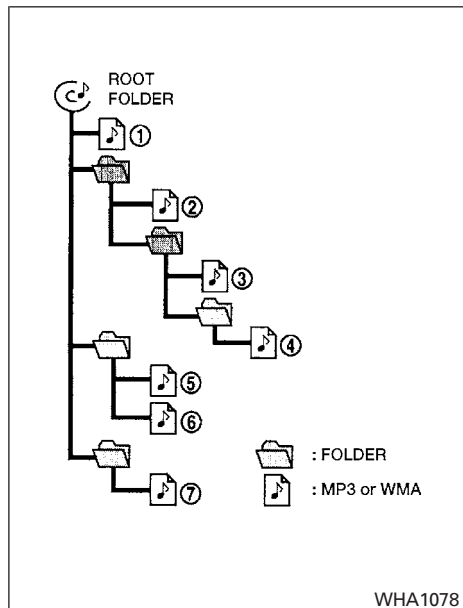 ROOT
FOLDER
①
②
③
④
⑤
⑥
⑦
: FOLDER
: MP3 or WMA
WHA1078